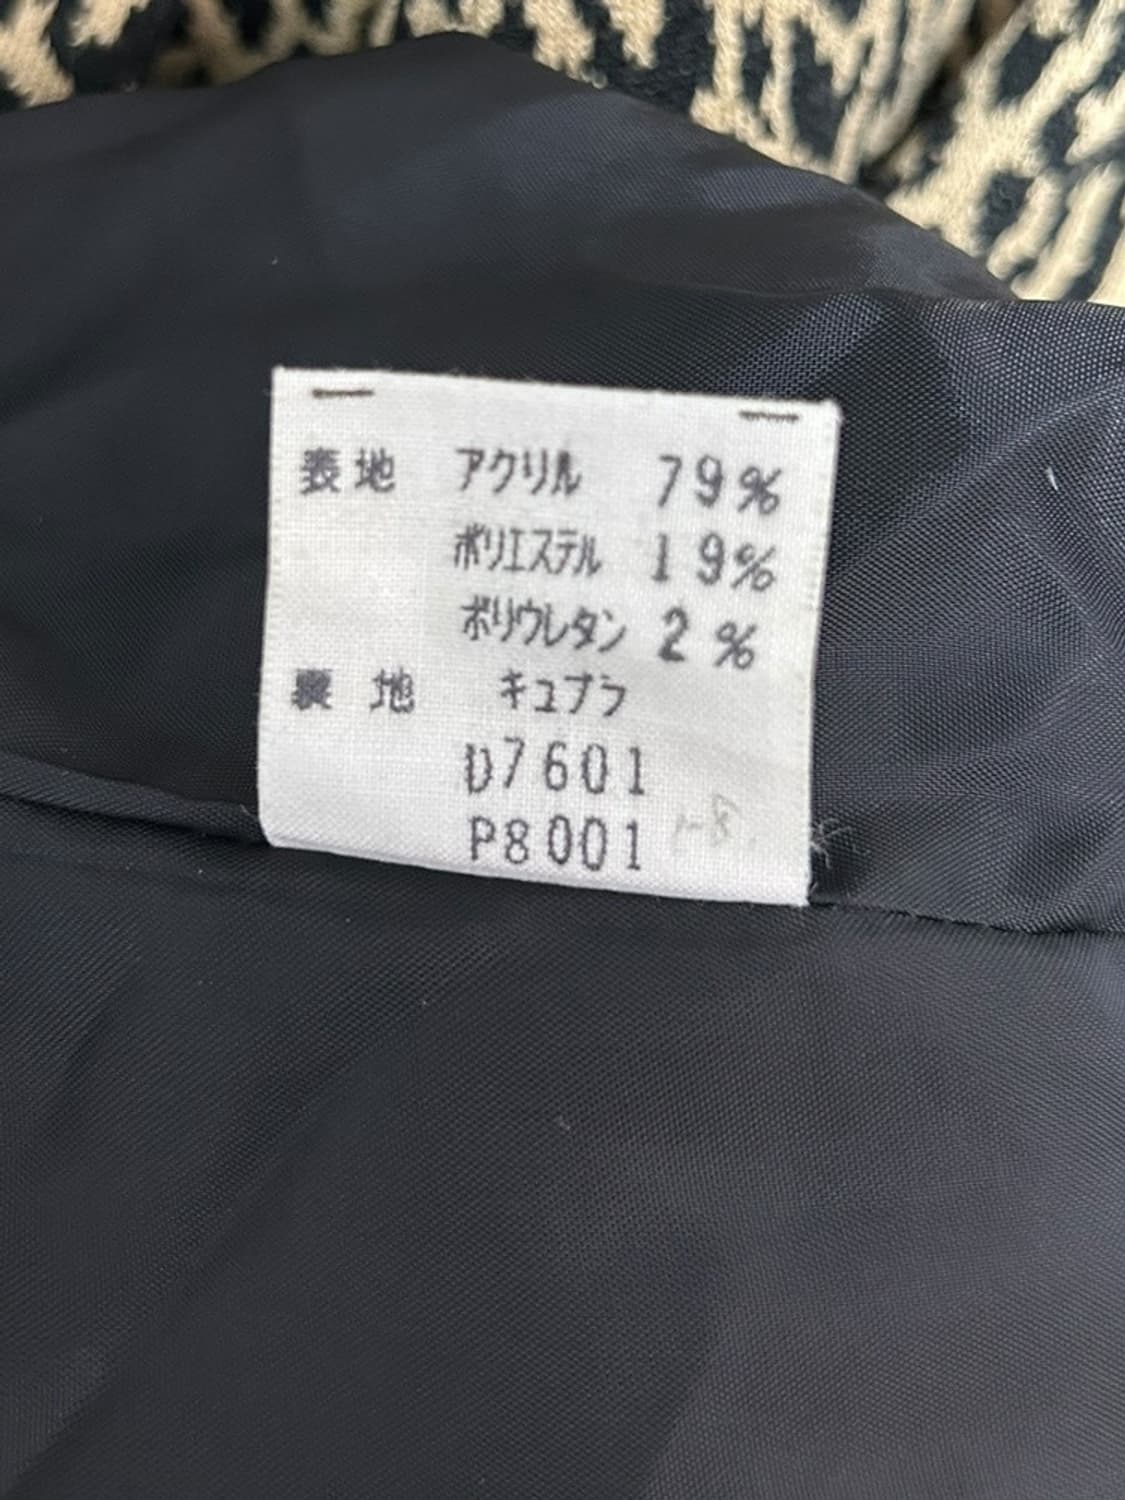 表地 アクリル 79%
ポリエステル 19%
ポリウレタン 2%
裏地 キュプラ
D7601
P8001